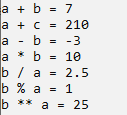 a + b = 7
a + c = 210
a - b = -3
a * b = 10
b / a = 2.5
b % a = 1
b ** a = 25